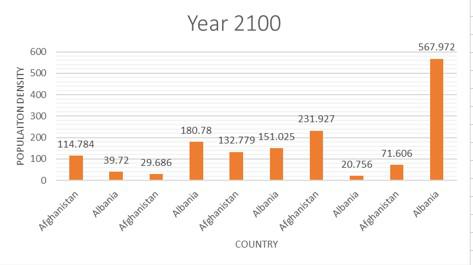 Year 2100
POPULAITON DENSITY
600
500
400
300
200
100
0
114.784
39.72
29.686
180.78
132.779
151.025
231.927
20.756
71.606
567.972
Afghanistan
Albania
Afghanistan
Albania
Afghanistan
Albania
Afghanistan
Albania
Afghanistan
Albania
COUNTRY